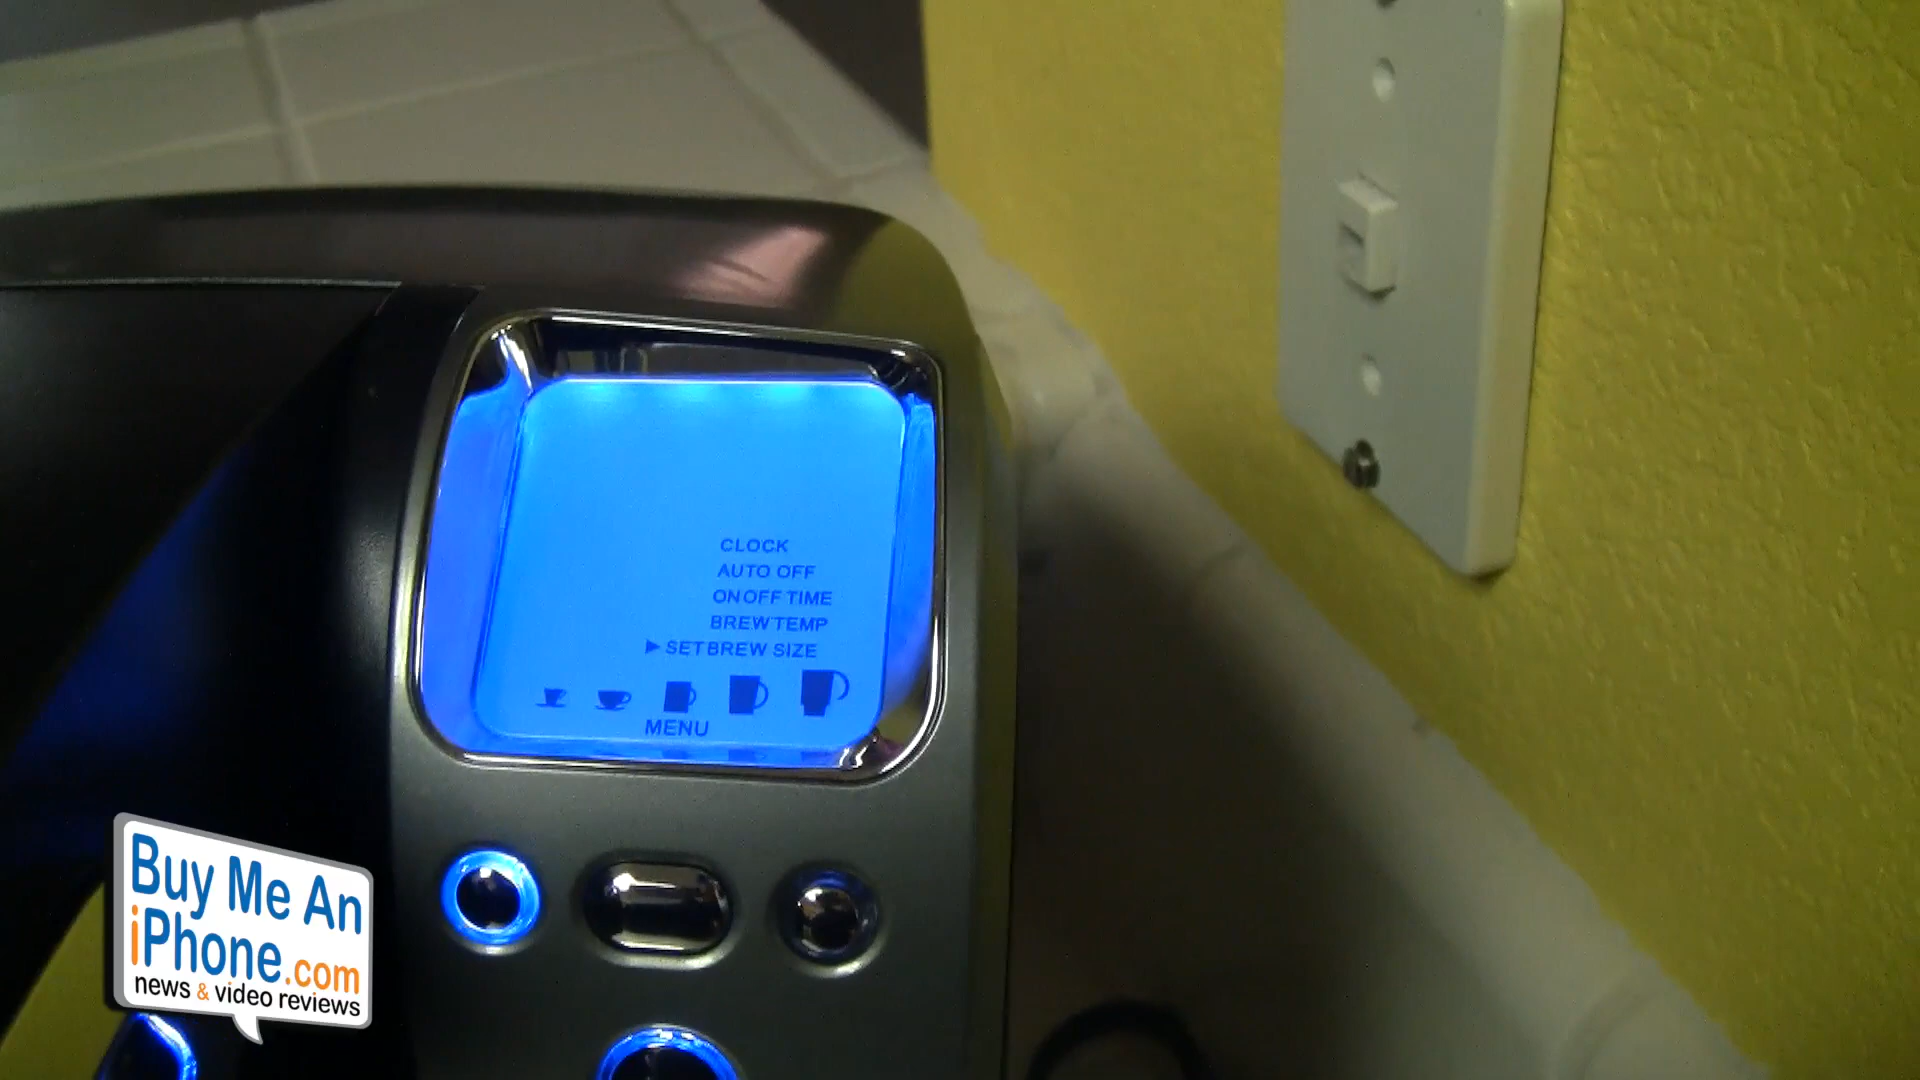 CLOCK
AUTO OFF
ON OFF TIME
BREW TEMP
▶ SET BREW SIZE
MENU
Buy Me An
iPhone.com
news & video reviews